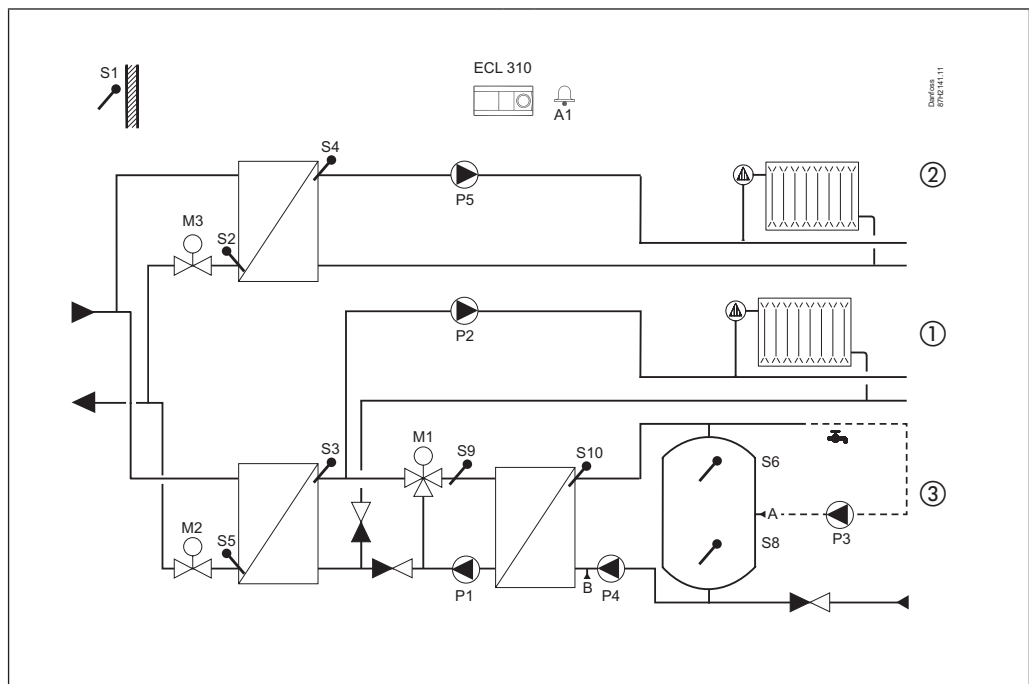 S1
ECL 310
A1
Danfoss
87H2141.11
S4
P5
②
M3
S2
P2
①
S3
M1
S9
S10
S6
③
A
M2
S5
S8
P3
P1
B
P4